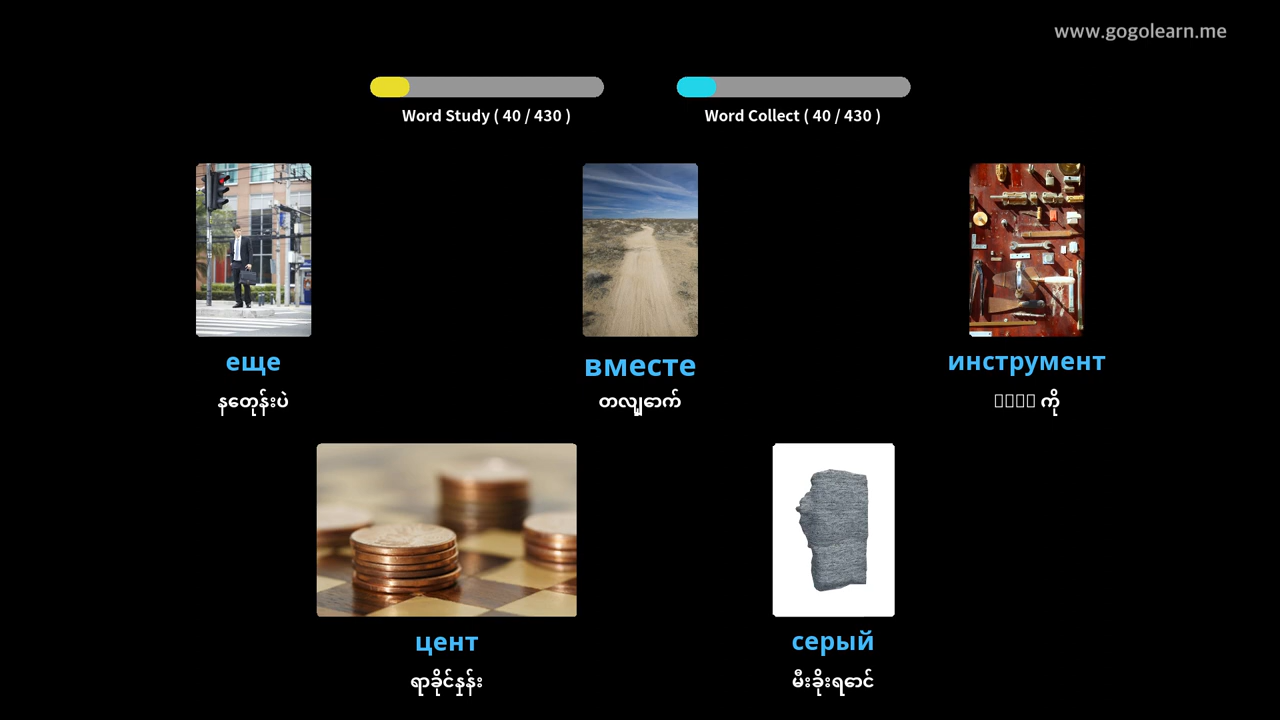 www.gogolearn.me
Word Study ( 40 / 430 )
Word Collect ( 40 / 430 )
еще
вместе
инструмент
နတေုန်းပဲ
တလျှောက်
ကို
цент
серый
ရာခိုင်နှုန်း
မီးခိုးရောင်